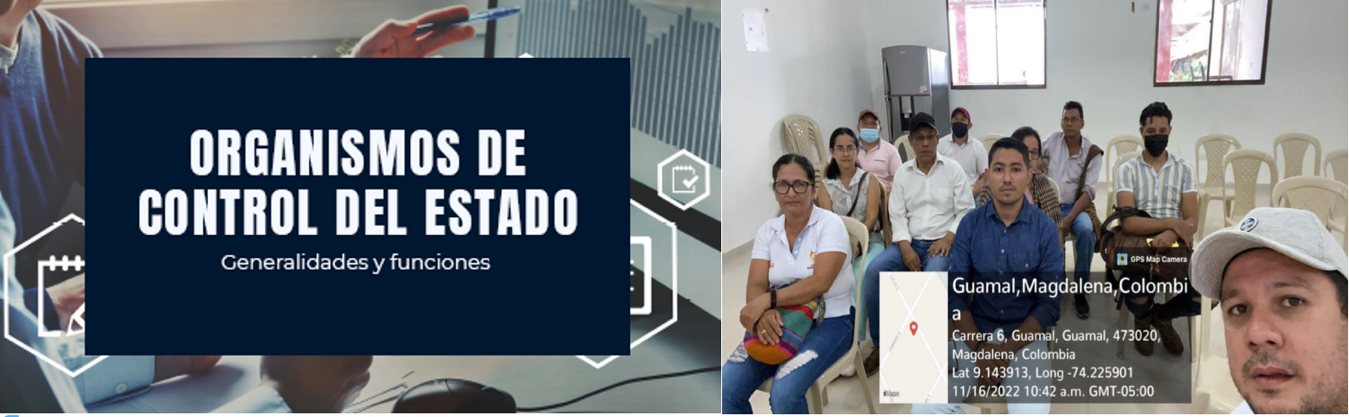 ORGANISMOS DE
CONTROL DEL ESTADO
Generalidades y funciones
GPS Map Camera
Guamal,Magdalena,Colombi
a
Carrera 6, Guamal, Guamal, 473020,
Magdalena, Colombia
Lat 9.143913, Long -74.225901
11/16/2022 10:42 a.m. GMT-05:00